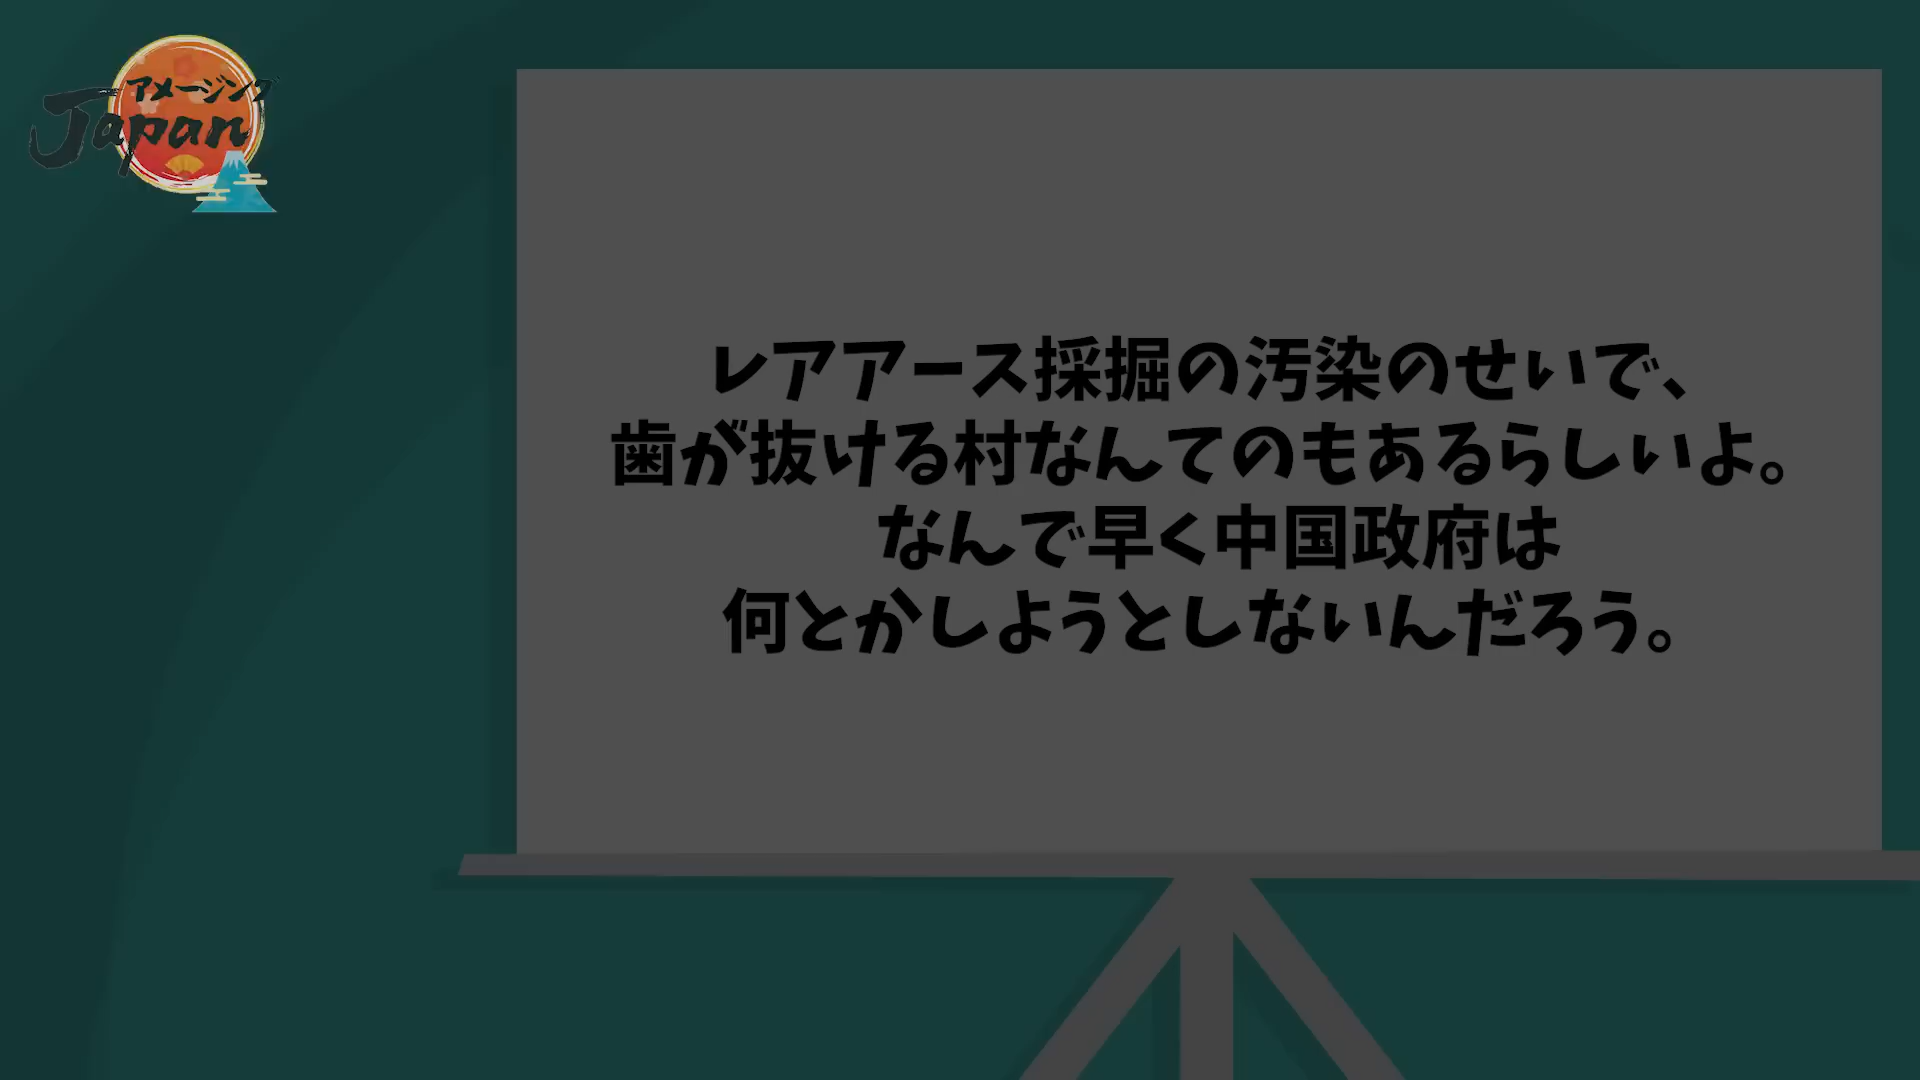 アメージング
Japan
レアアース採掘の汚染のせいで、
歯が抜ける村なんてのもあるらしいよ。
なんで早く中国政府は
何とかしようとしないんだろう。